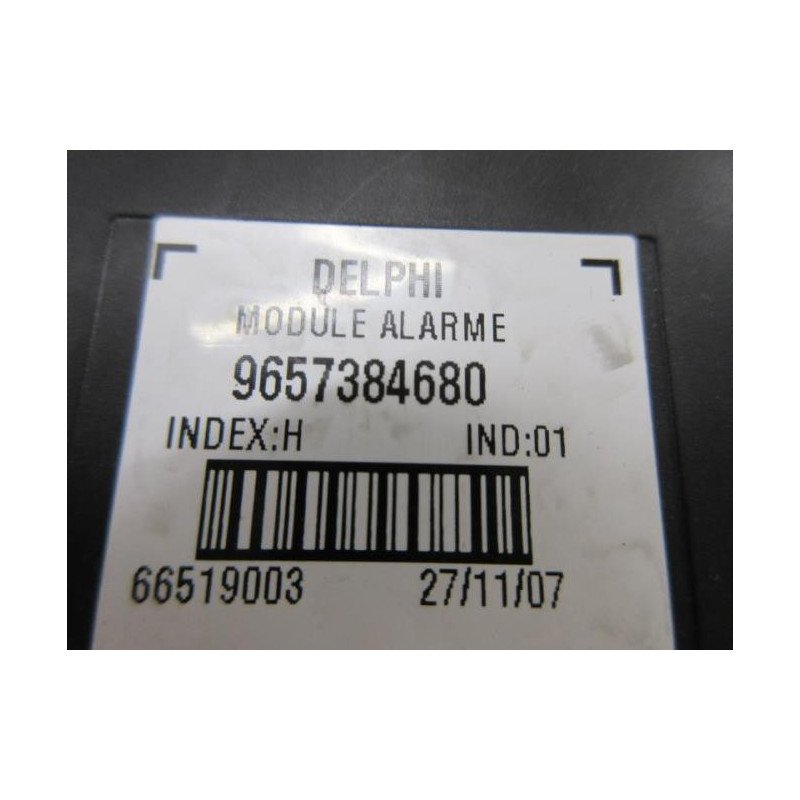 DELPHI
MODULE ALARME
9657384680
INDEX:H IND:01
66519003 27/11/07